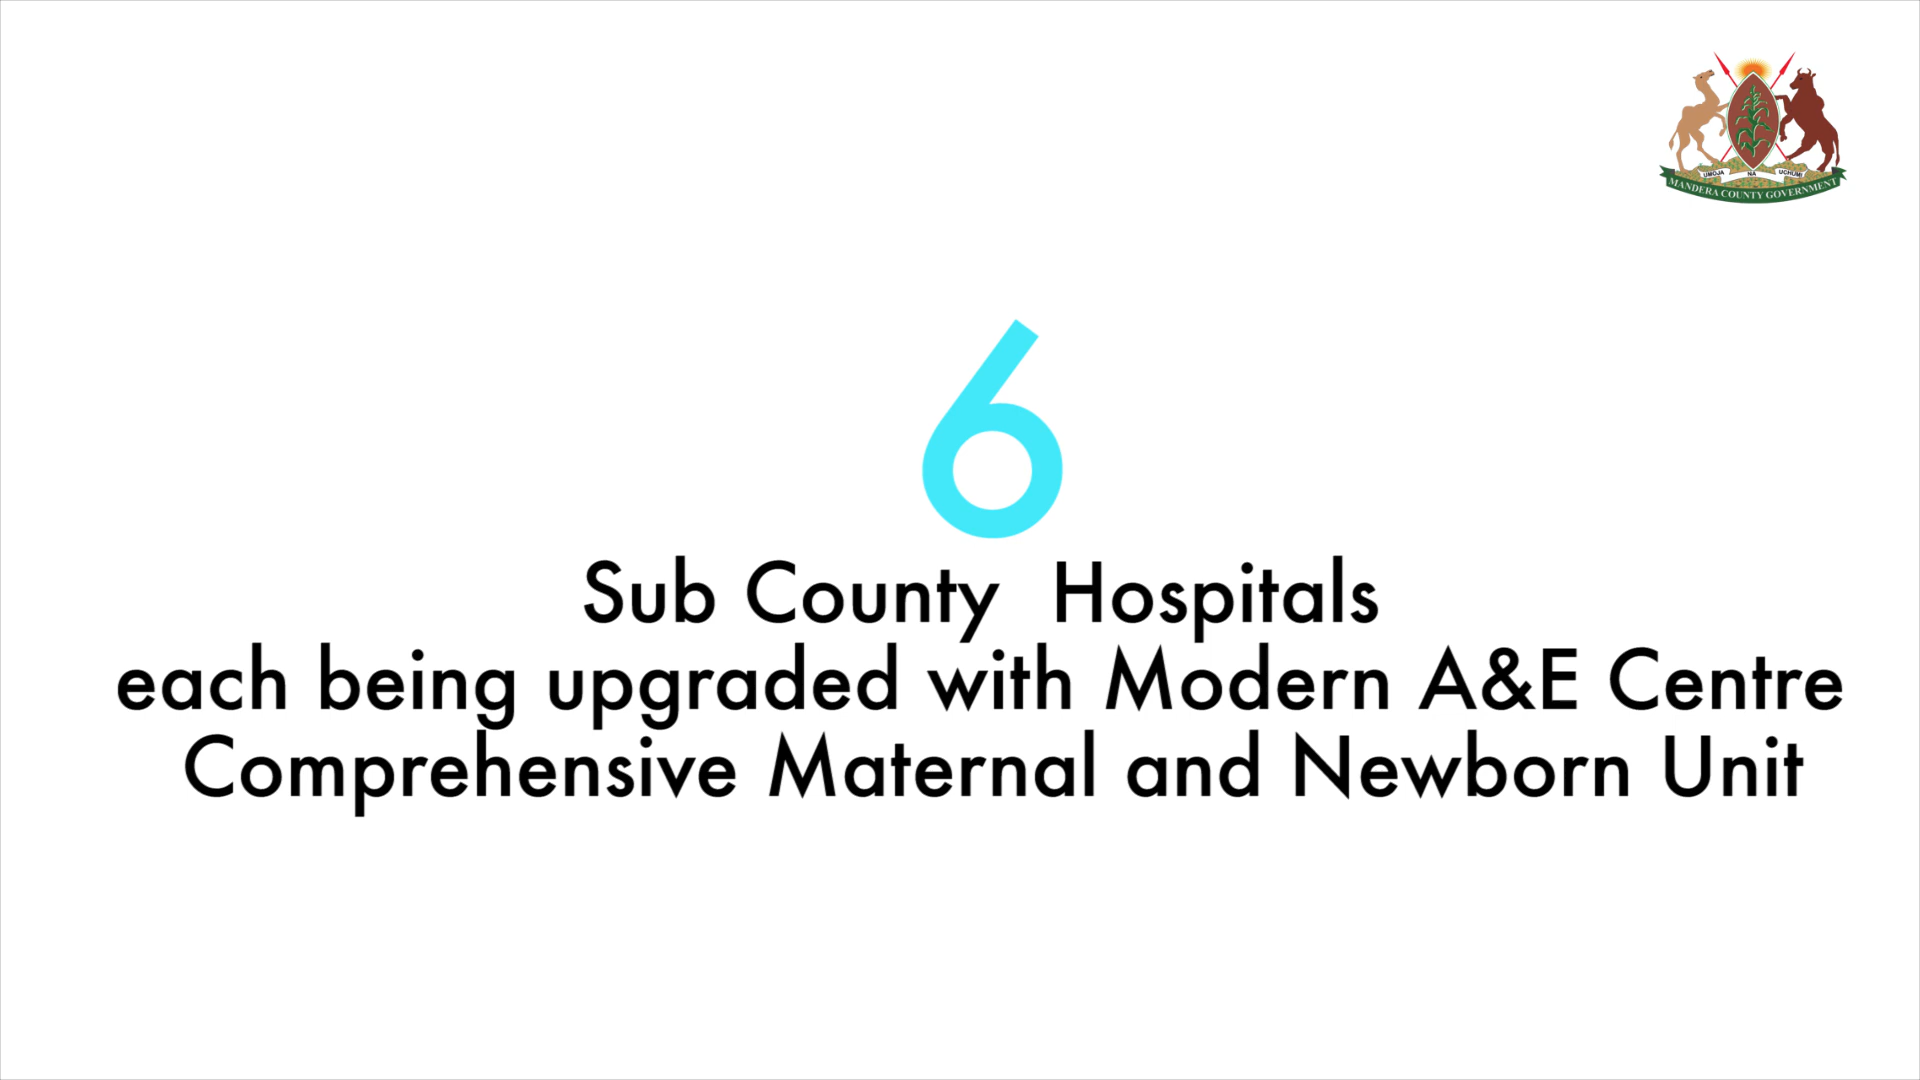 UMOJA NA UCHUMI
MANDERA COUNTY GOVERNMENT
6
Sub County  Hospitals
each being upgraded with Modern A&E Centre
Comprehensive Maternal and Newborn Unit